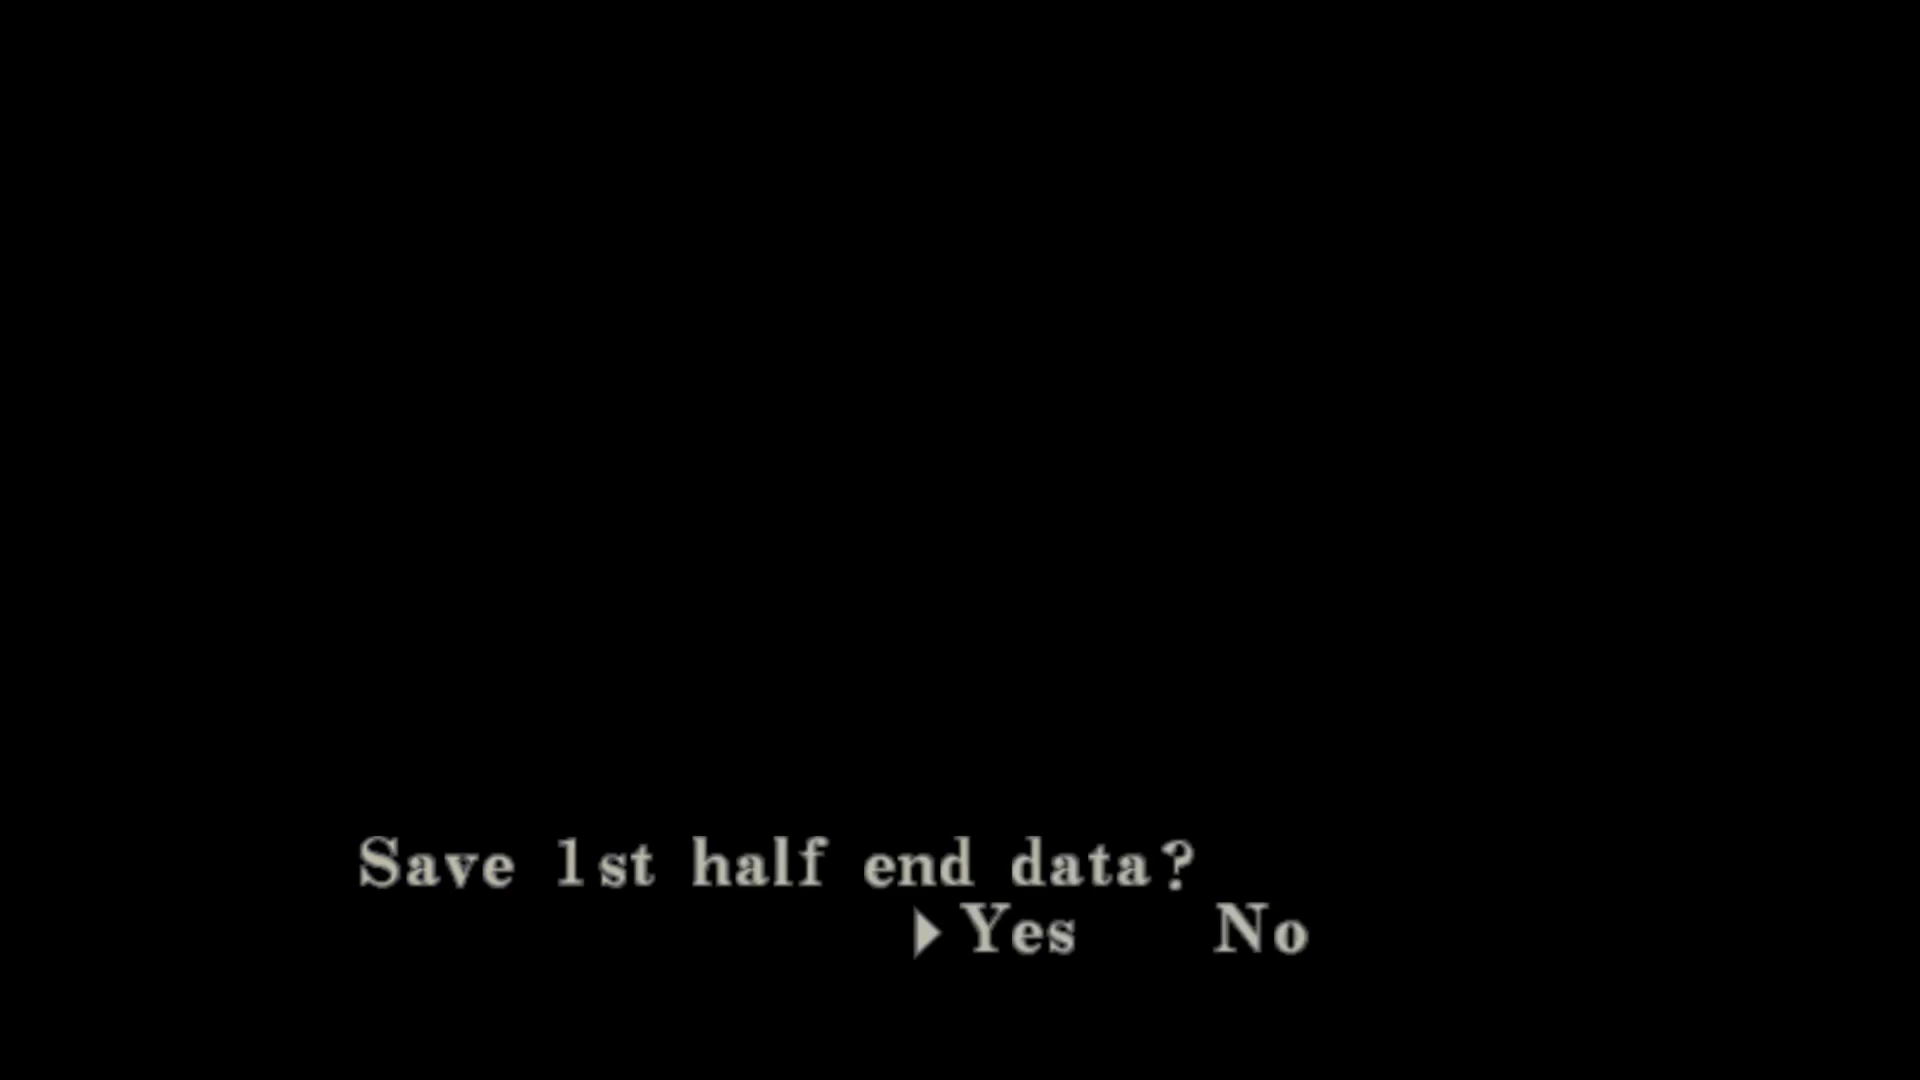 Save 1st half end data?
Yes No